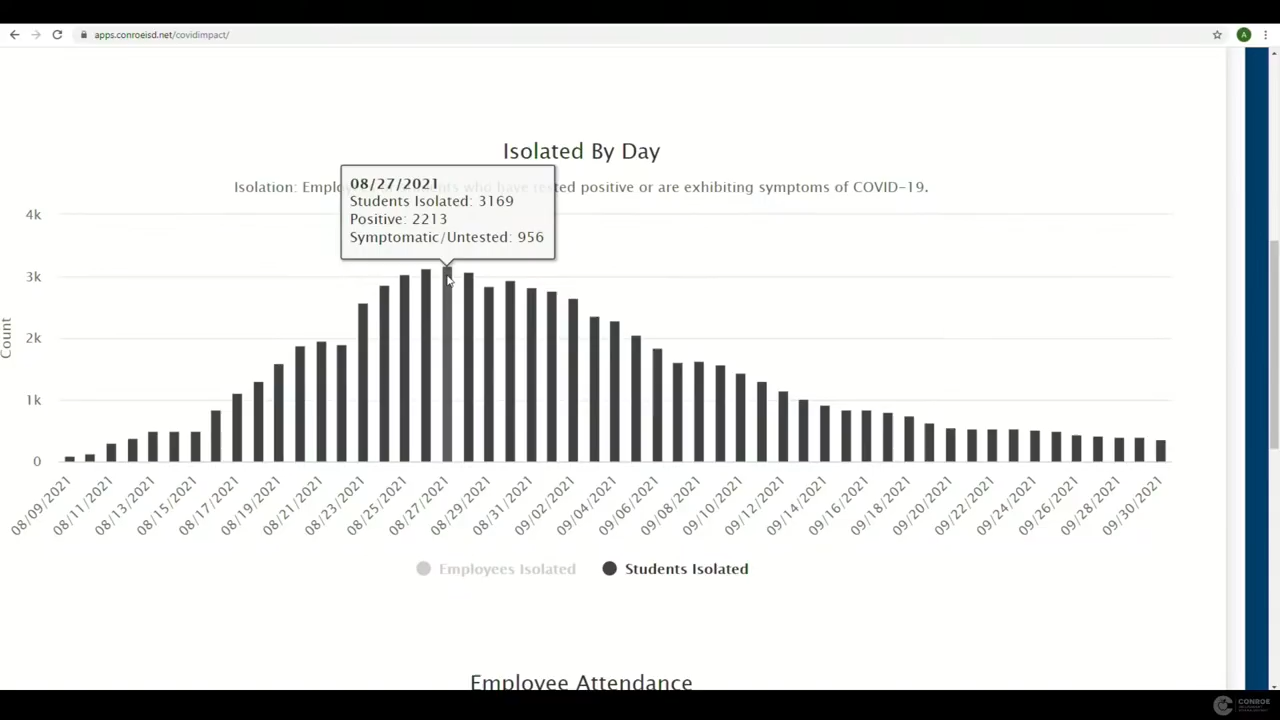 apps.conroeisd.net/covidimpact/
A
Isolated By Day
Isolation: Employ who have tested positive or are exhibiting symptoms of COVID-19.
08/27/2021
Students Isolated: 3169
Positive: 2213
Symptomatic/Untested: 956
4k
3k
2k
1k
0
Count
08/09/2021
08/11/2021
08/13/2021
08/15/2021
08/17/2021
08/19/2021
08/21/2021
08/23/2021
08/25/2021
08/27/2021
08/29/2021
08/31/2021
09/02/2021
09/04/2021
09/06/2021
09/08/2021
09/10/2021
09/12/2021
09/14/2021
09/16/2021
09/18/2021
09/20/2021
09/22/2021
09/24/2021
09/26/2021
09/28/2021
09/30/2021
Employees Isolated
Students Isolated
Employee Attendance
CONROE